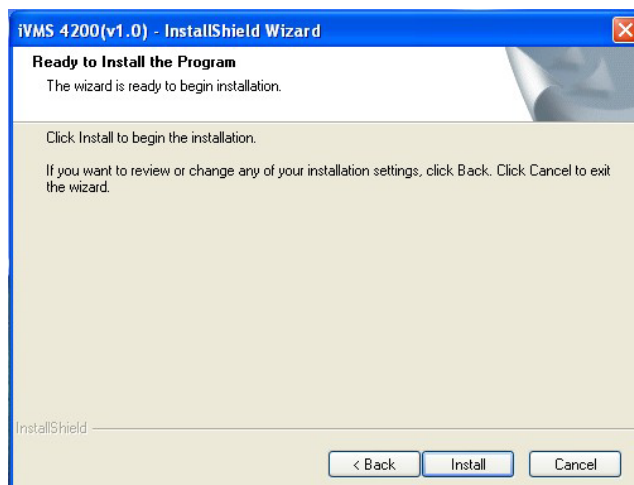 iVMS 4200(v1.0) - InstallShield Wizard
Ready to Install the Program
The wizard is ready to begin installation.
Click Install to begin the installation.
If you want to review or change any of your installation settings, click Back. Click Cancel to exit
the wizard.
InstallShield
< Back Install Cancel